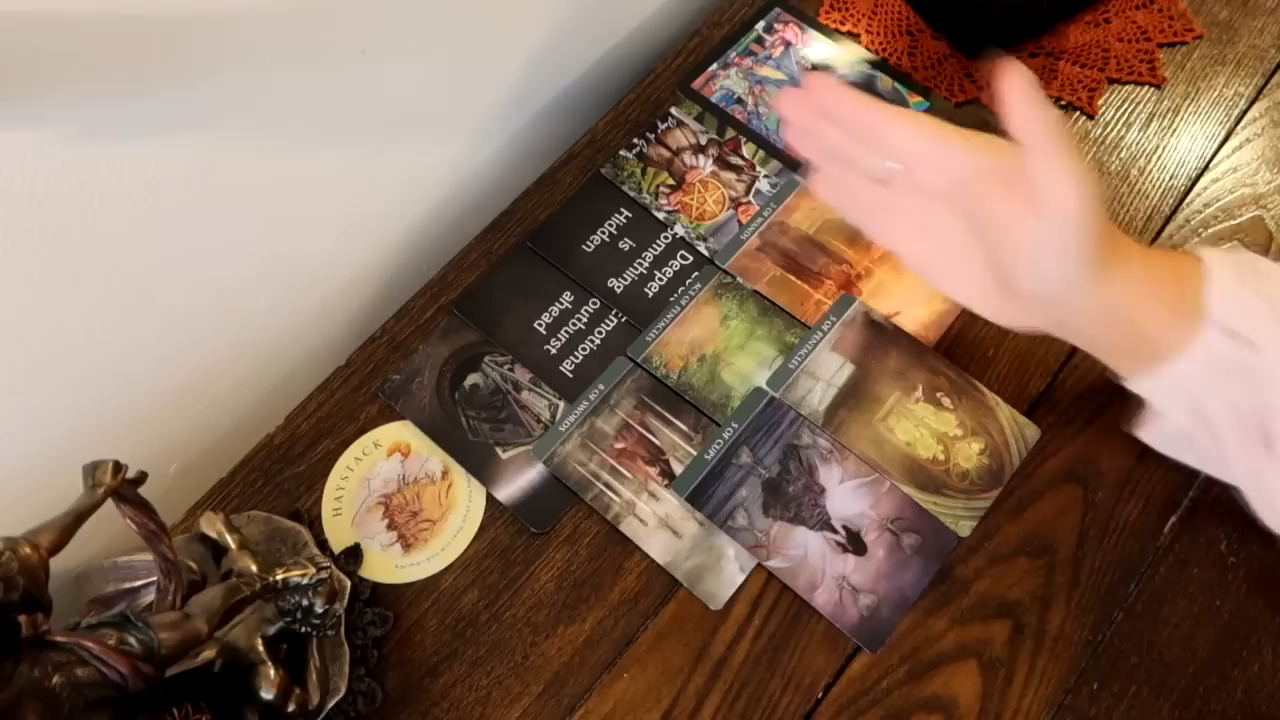 2 OF WANDS
Deeper
Something
is
Hidden
ACE OF PENTACLES
5 OF PENTACLES
Emotional
outburst
ahead
8 OF SWORDS
5 OF CUPS
HAYSTACK